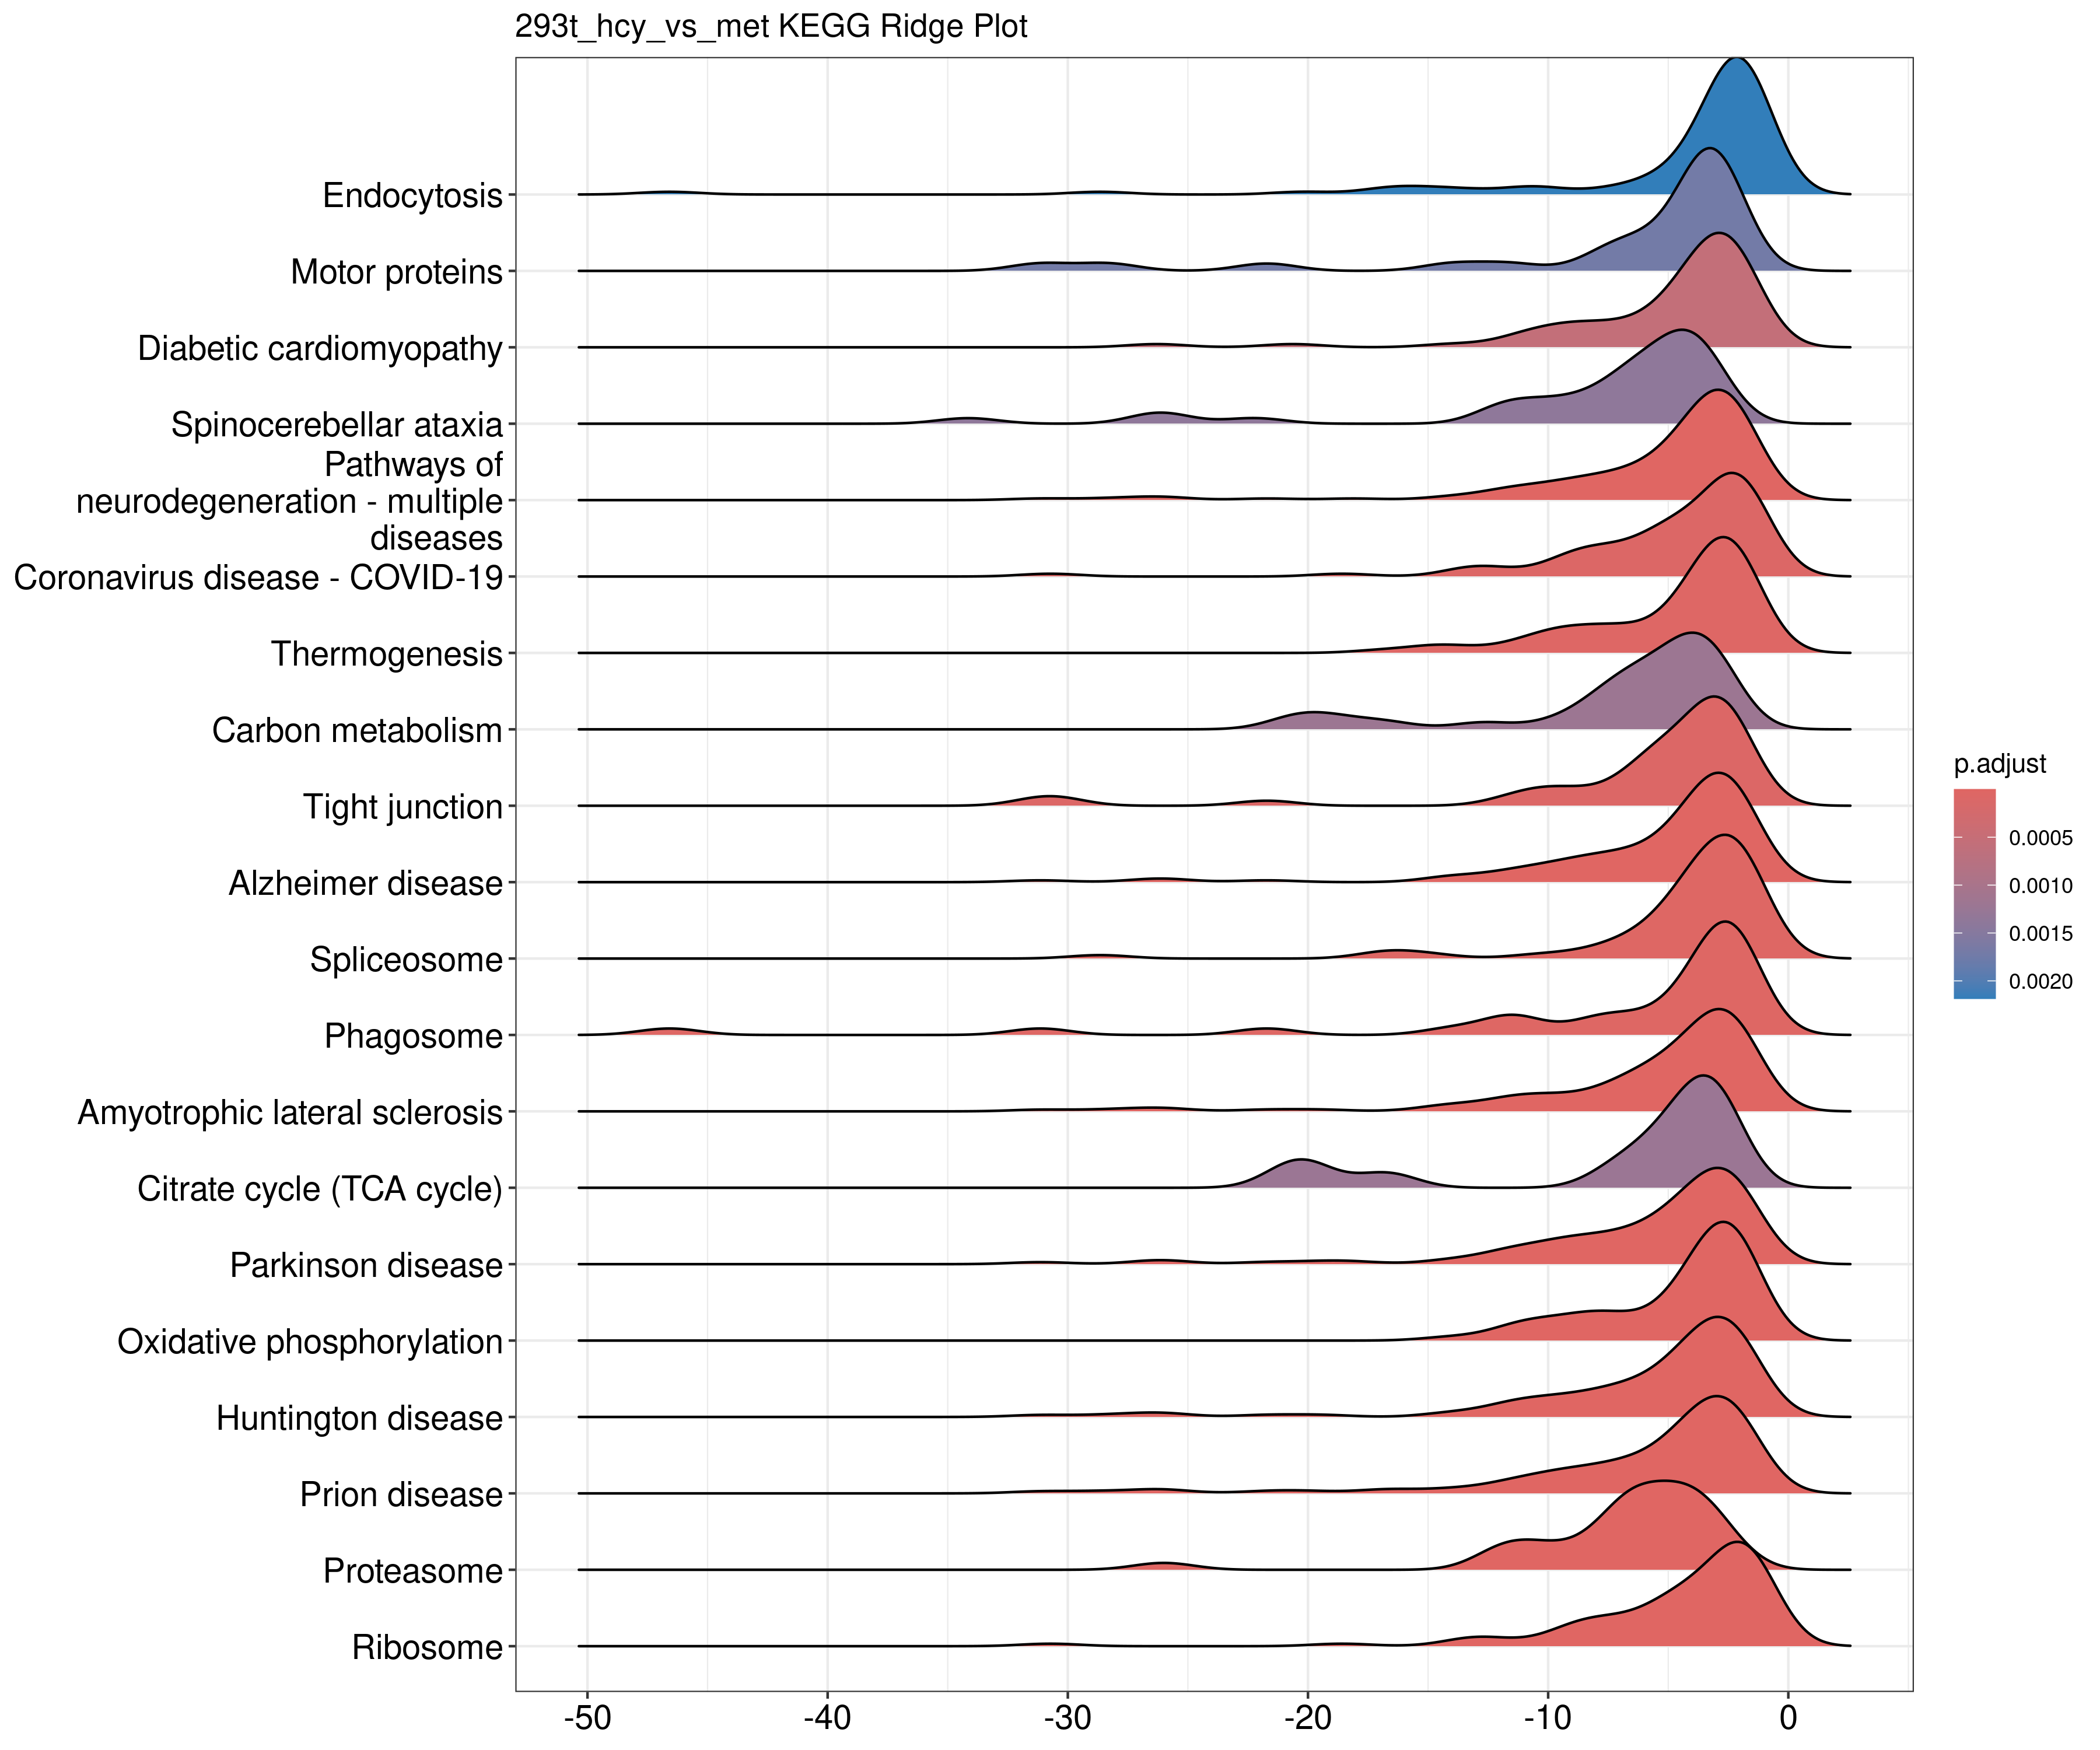 293t_hcy_vs_met KEGG Ridge Plot
Endocytosis
Motor proteins
Diabetic cardiomyopathy
Spinocerebellar ataxia
Pathways of
neurodegeneration - multiple
diseases
Coronavirus disease - COVID-19
Thermogenesis
Carbon metabolism
Tight junction
Alzheimer disease
Spliceosome
Phagosome
Amyotrophic lateral sclerosis
Citrate cycle (TCA cycle)
Parkinson disease
Oxidative phosphorylation
Huntington disease
Prion disease
Proteasome
Ribosome
-50 -40 -30 -20 -10 0
p.adjust
0.0005
0.0010
0.0015
0.0020